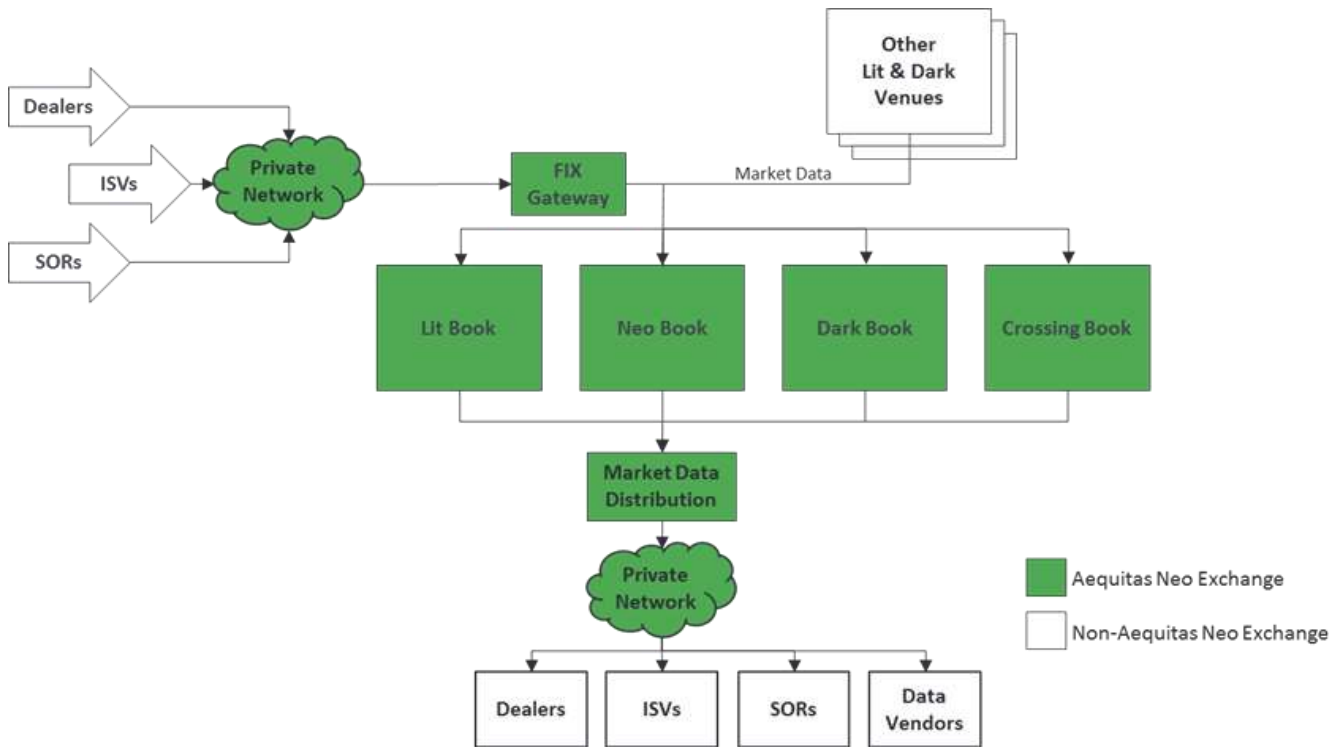 Other
Lit & Dark
Venues
Dealers
ISVs
SORs
Private
Network
FIX
Gateway
Market Data
Lit Book
Neo Book
Dark Book
Crossing Book
Market Data
Distribution
Private
Network
Aequitas Neo Exchange
Non-Aequitas Neo Exchange
Dealers
ISVs
SORs
Data
Vendors